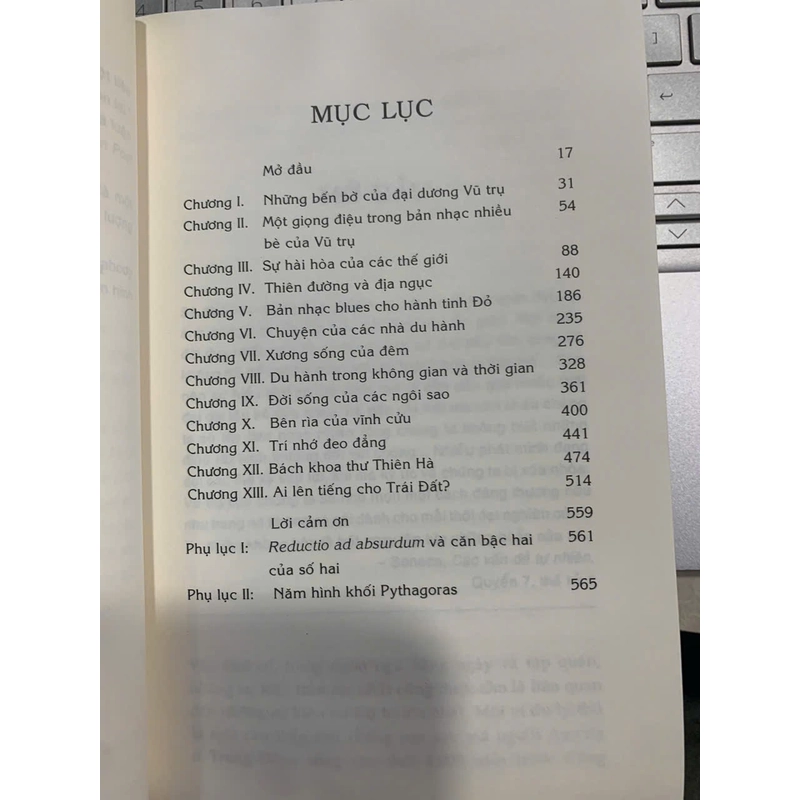 MỤC LỤC
Mở đầu 17
Chương I. Những bến bờ của đại dương Vũ trụ 31
Chương II. Một giọng điệu trong bản nhạc nhiều 54
bè của Vũ trụ
Chương III. Sự hài hòa của các thế giới 88
Chương IV. Thiên đường và địa ngục 140
Chương V. Bản nhạc blues cho hành tinh Đỏ 186
Chương VI. Chuyện của các nhà du hành 235
Chương VII. Xương sống của đêm 276
Chương VIII. Du hành trong không gian và thời gian 328
Chương IX. Đời sống của các ngôi sao 361
Chương X. Bên rìa của vĩnh cửu 400
Chương XI. Trí nhớ đeo đẳng 441
Chương XII. Bách khoa thư Thiên Hà 474
Chương XIII. Ai lên tiếng cho Trái Đất? 514
Lời cảm ơn 559
Phụ lục I: Reductio ad absurdum và căn bậc hai 561
của số hai
Phụ lục II: Năm hình khối Pythagoras 565